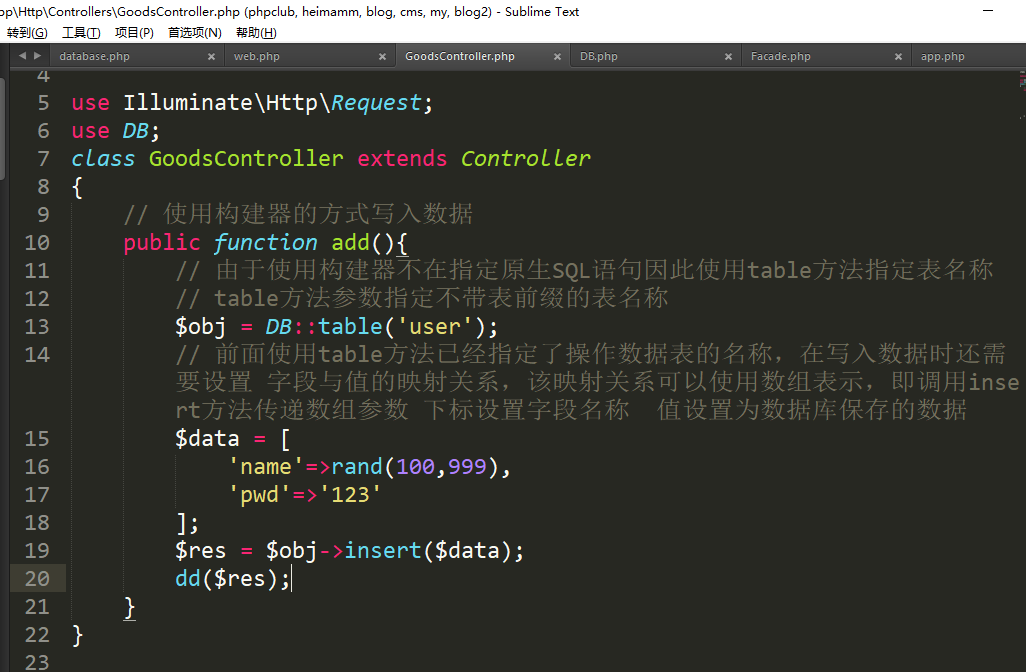 pp\Http\Controllers\GoodsController.php (phpclub, heimamm, blog, cms, my, blog2) - Sublime Text
转到(G) 工具(T) 项目(P) 首选项(N) 帮助(H)
database.php × web.php × GoodsController.php × DB.php × Facade.php × app.php
4
5 use Illuminate\Http\Request;
6 use DB;
7 class GoodsController extends Controller
8 {
9 // 使用构建器的方式写入数据
10 public function add(){
11 // 由于使用构建器不在指定原生SQL语句因此使用table方法指定表名称
12 // table方法参数指定不带表前缀的表名称
13 $obj = DB::table('user');
14 // 前面使用table方法已经指定了操作数据表的名称，在写入数据时还需
要设置 字段与值的映射关系，该映射关系可以使用数组表示，即调用inse
rt方法传递数组参数 下标设置字段名称  值设置为数据库保存的数据
15 $data = [
16 'name'=>rand(100,999),
17 'pwd'=>'123'
18 ];
19 $res = $obj->insert($data);
20 dd($res);
21 }
22 }
23